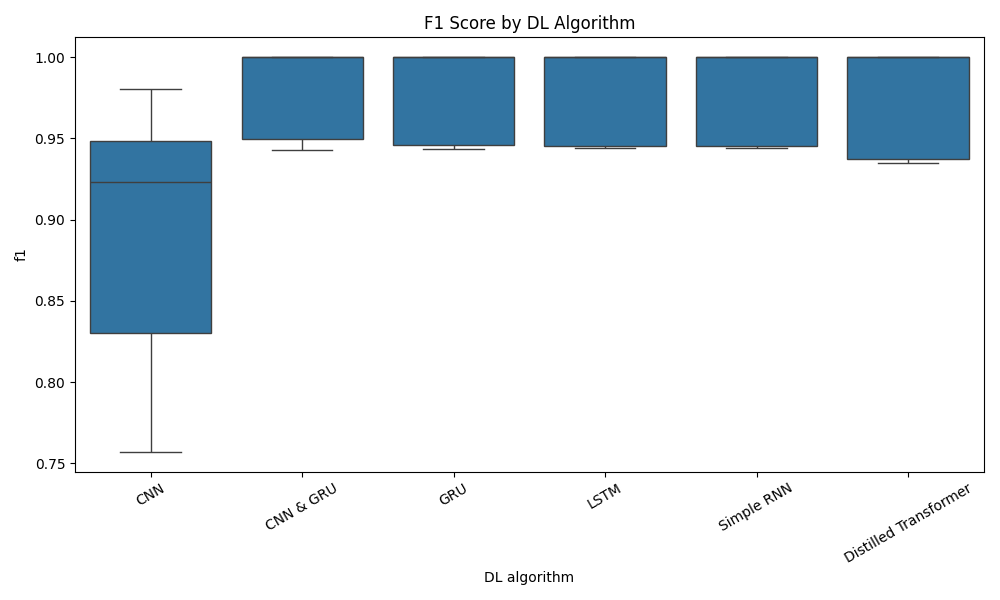 F1 Score by DL Algorithm
1.00
0.95
0.90
0.85
0.80
0.75
f1
CNN
CNN & GRU
GRU
LSTM
Simple RNN
Distilled Transformer
DL algorithm